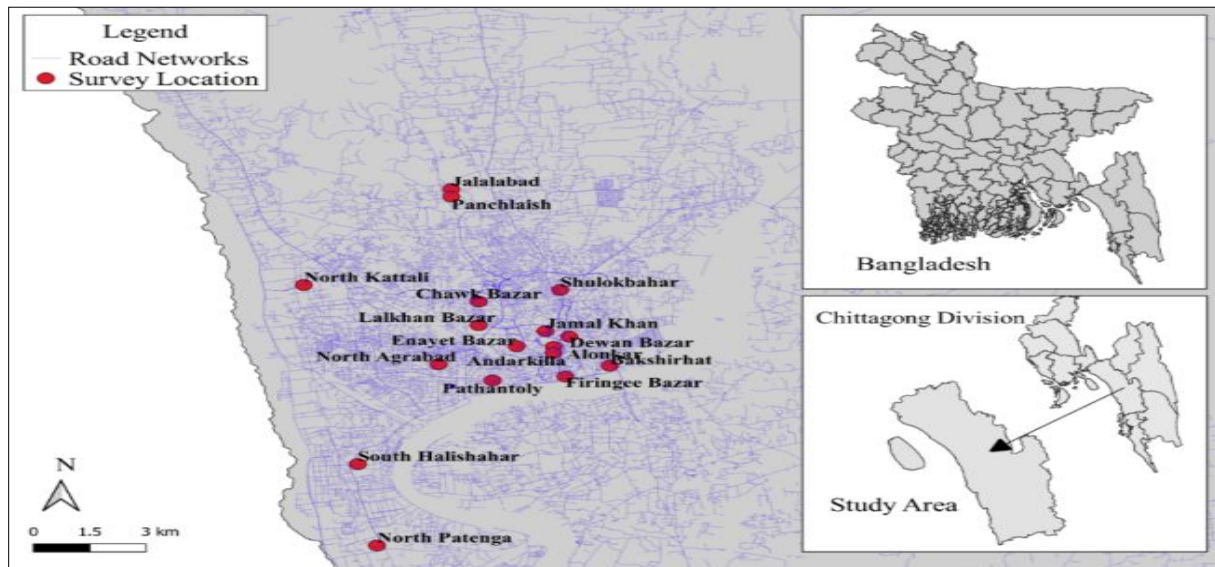 Legend
Road Networks
Survey Location
Jalalabad
Panchlaish
North Kattali
Shulokbahar
Chawk Bazar
Lalkhan Bazar
Jamal Khan
Enayet Bazar
Dewan Bazar
Alonkar
North Agrabad
Andarkilla
Bakshirhat
Pathantoly
Firingee Bazar
South Halishahar
North Patenga
N
0 1.5 3 km
Bangladesh
Chittagong Division
Study Area